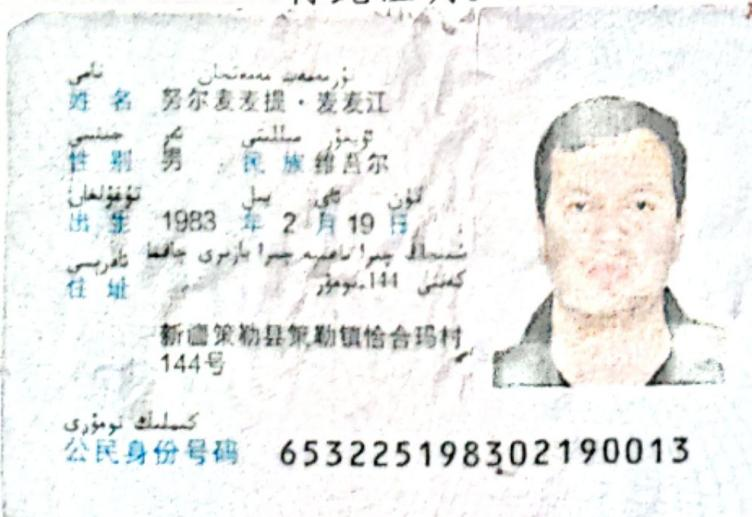 نامى نۇرمەمەت مەمەتجان
姓 名 努尔麦麦提·麦麦江
جىنسى ئەر مىللىتى ئۇيغۇر
性 别 男 民 族 维吾尔
تۇغۇلغان يىل ئاي كۈن
出 生 1983 年 2 月 19 日
ئادرېسى شىنجاڭ چىرا ناھىيە چىرا بازىرى
كەنتى 144-نومۇر
住 址
新疆策勒县策勒镇恰合玛村
144号
كىملىك نومۇرى
公民身份号码 653225198302190013